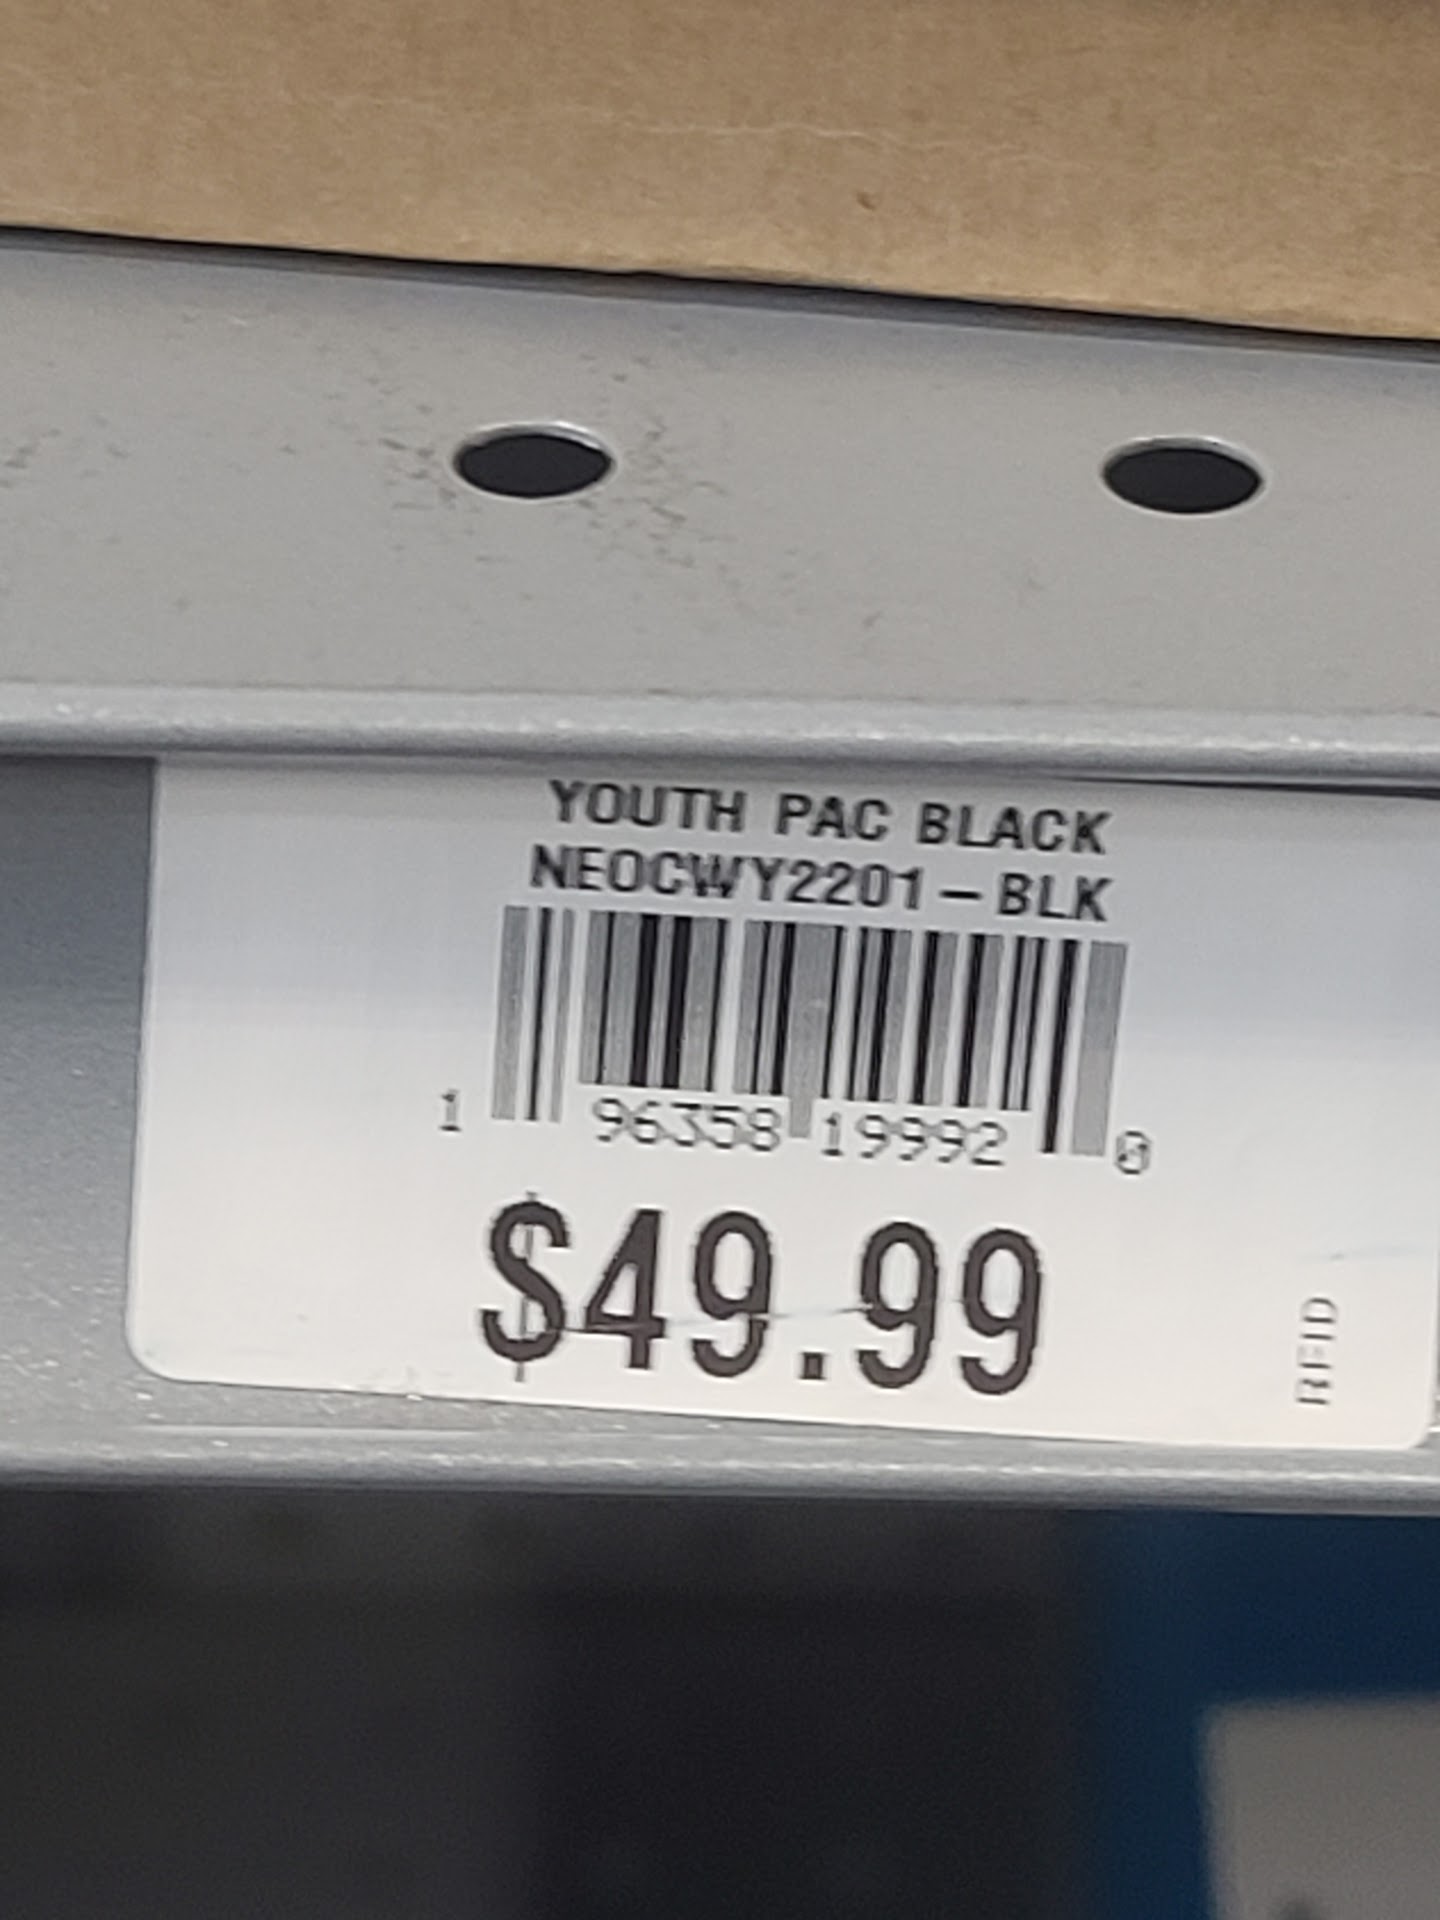 YOUTH PAC BLACK
NEOCWY2201-BLK
1 96358 19992 0
$49.99
RFID